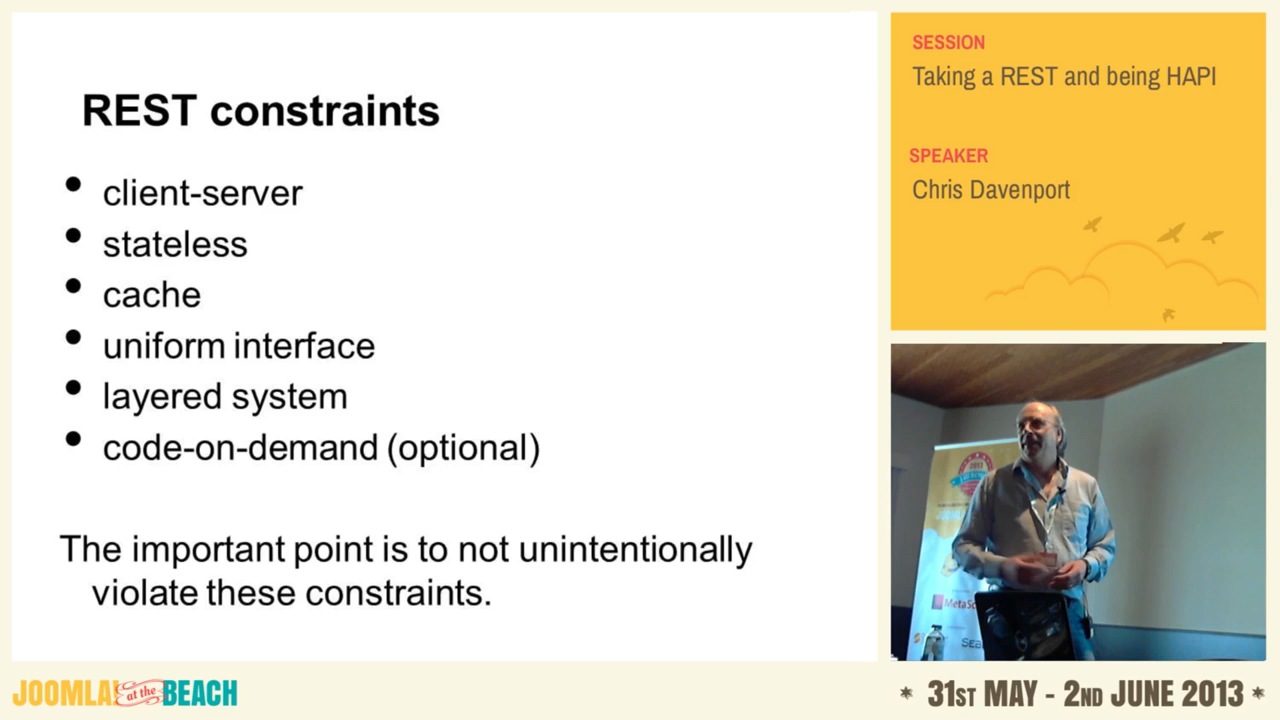 REST constraints
• client-server
• stateless
• cache
• uniform interface
• layered system
• code-on-demand (optional)
The important point is to not unintentionally
violate these constraints.
SESSION
Taking a REST and being HAPI
SPEAKER
Chris Davenport
2013
JOOMLA! at the BEACH
* 31ST MAY - 2ND JUNE 2013 *